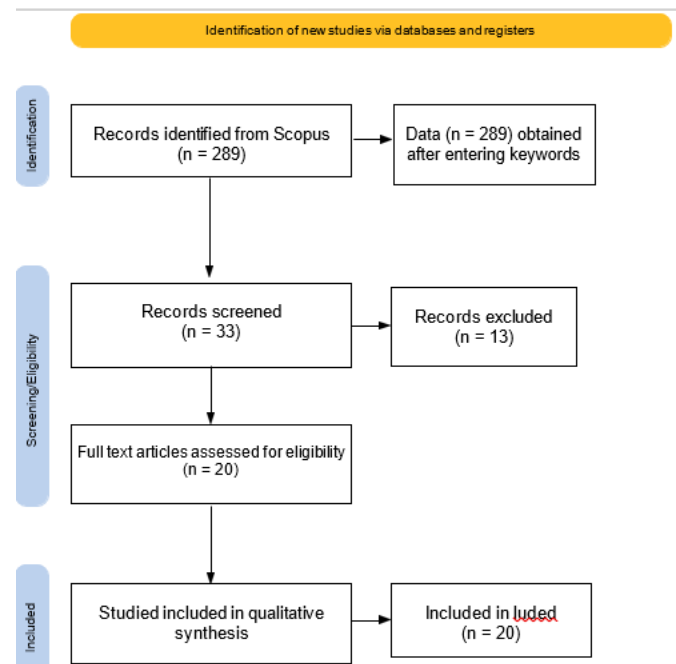 Identification of new studies via databases and registers
Identification
Records identified from Scopus
(n = 289)
Data (n = 289) obtained
after entering keywords
Screening/Eligibility
Records screened
(n = 33)
Records excluded
(n = 13)
Full text articles assessed for eligibility
(n = 20)
Included
Studied included in qualitative
synthesis
Included in luded
(n = 20)